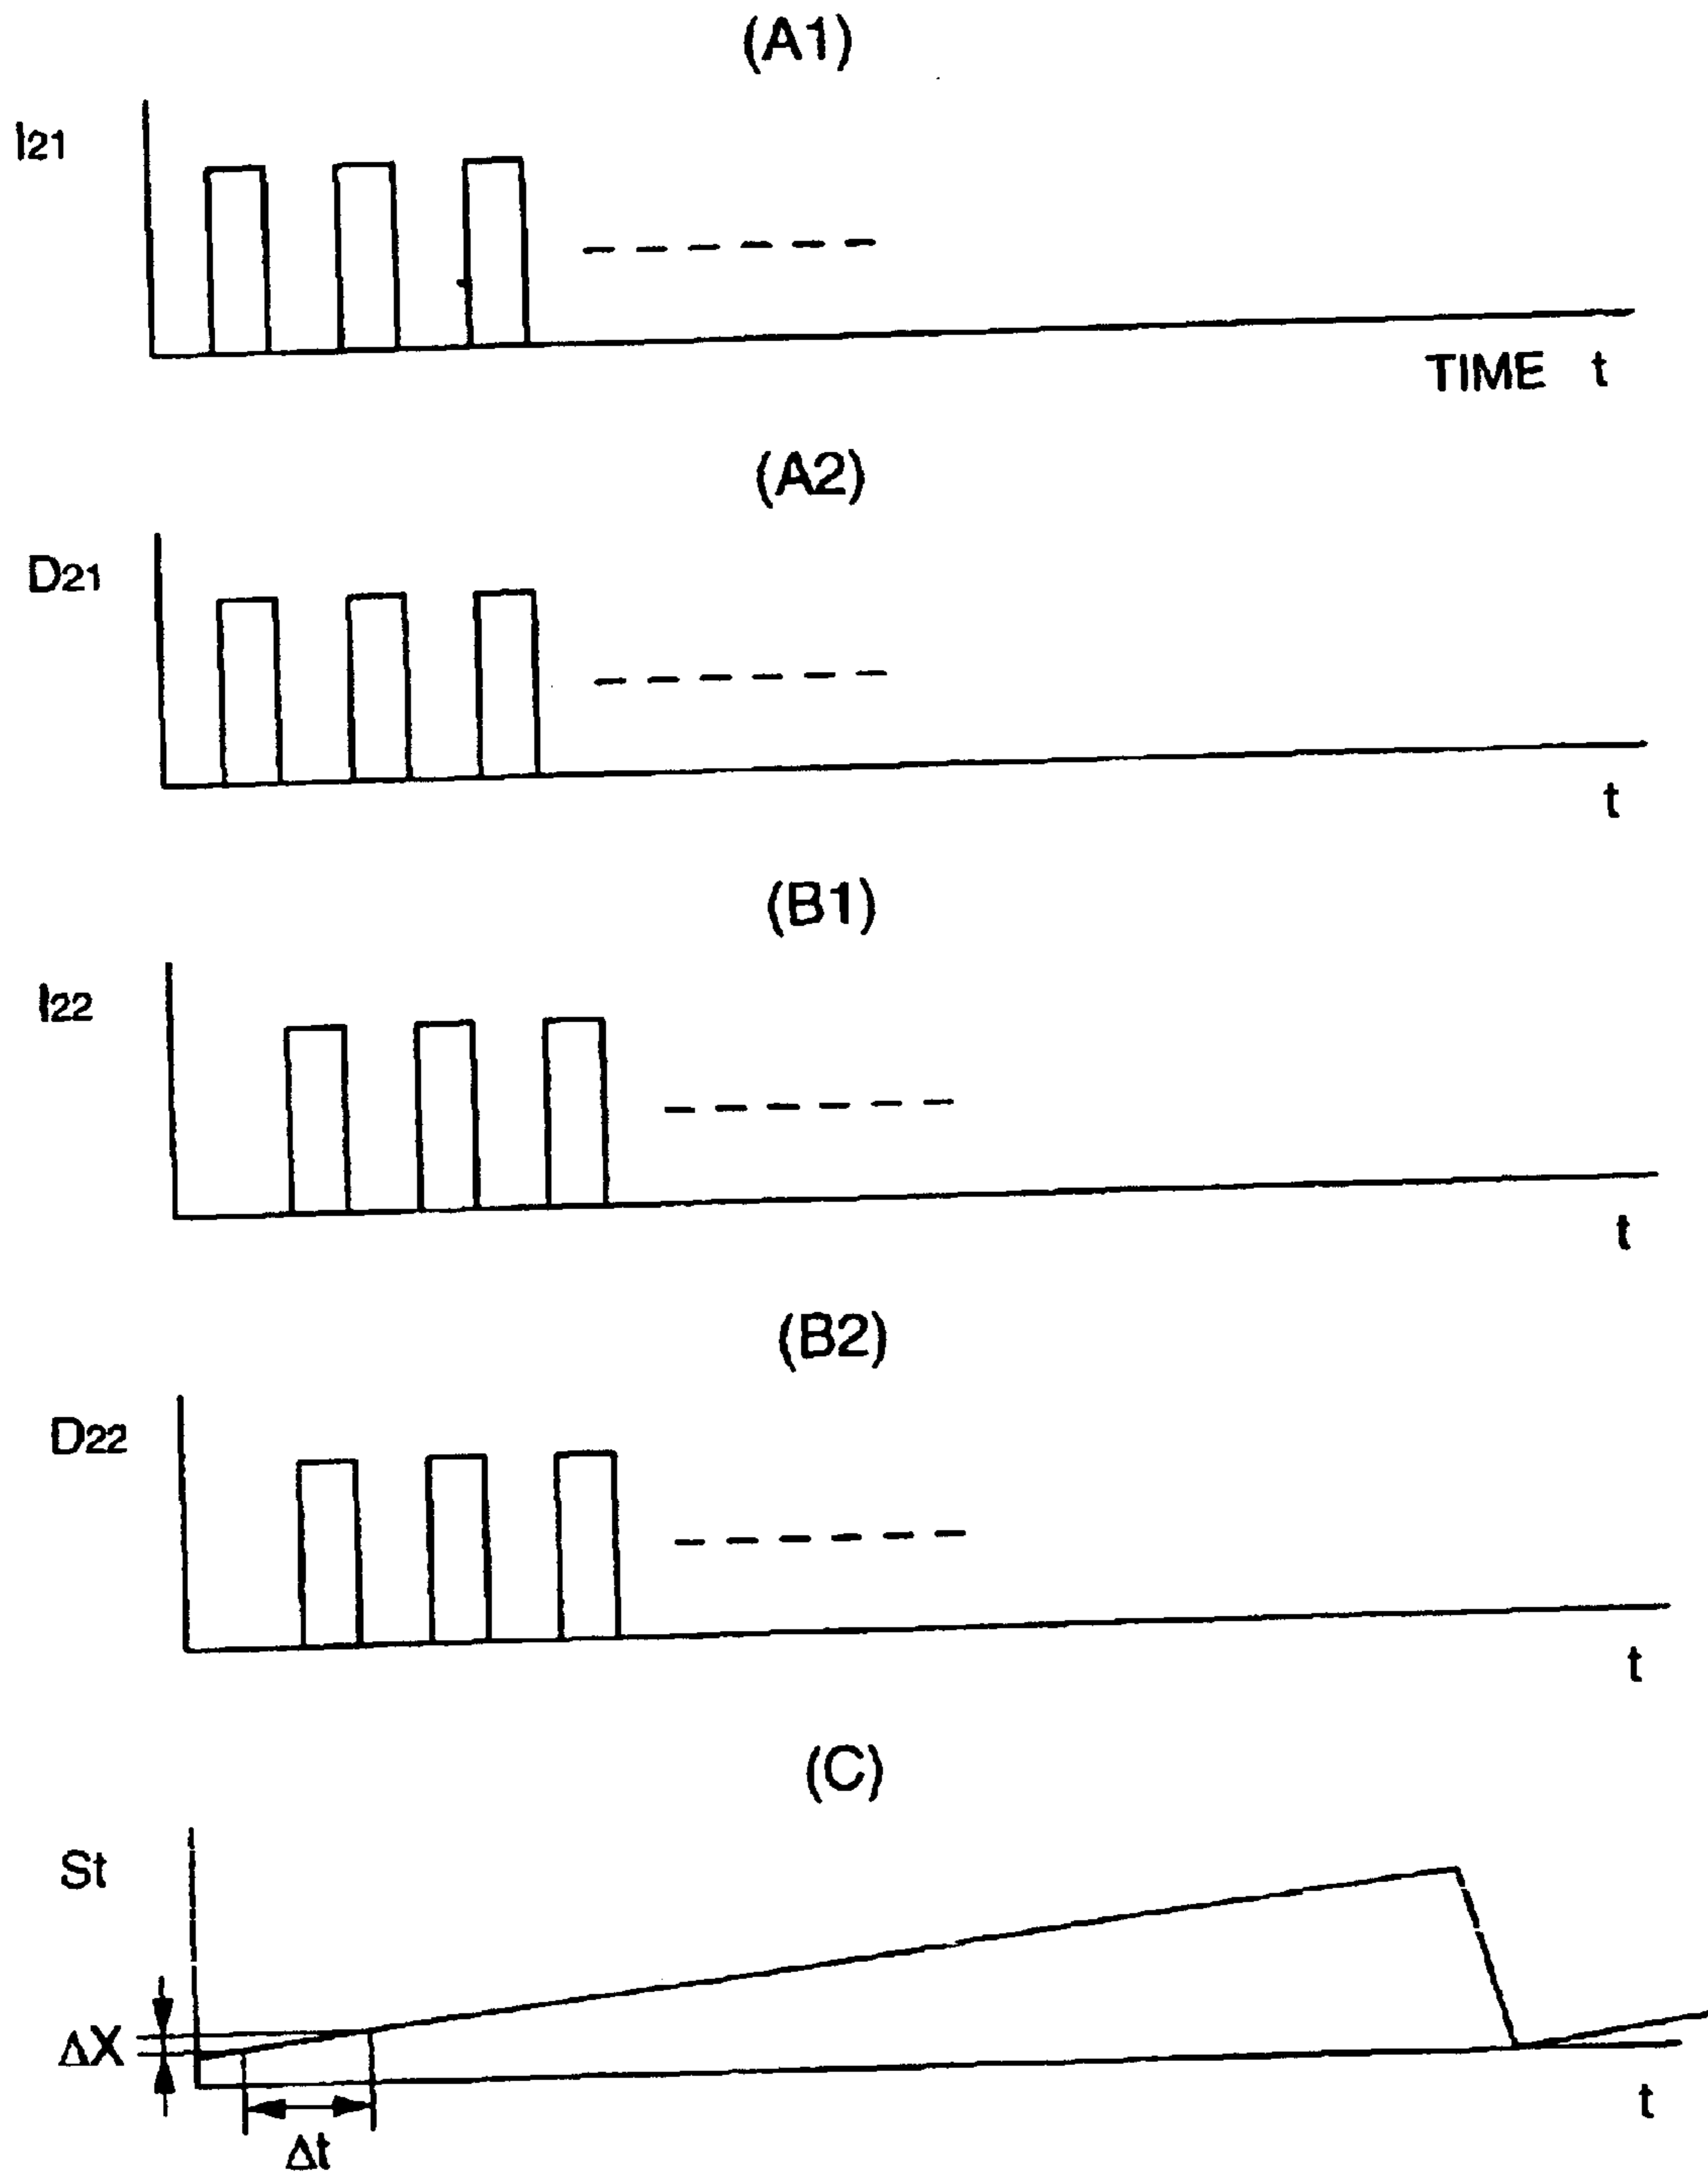 (A1)
I21
TIME t
(A2)
D21
t
(B1)
I22
t
(B2)
D22
t
(C)
St
ΔX
t
Δt